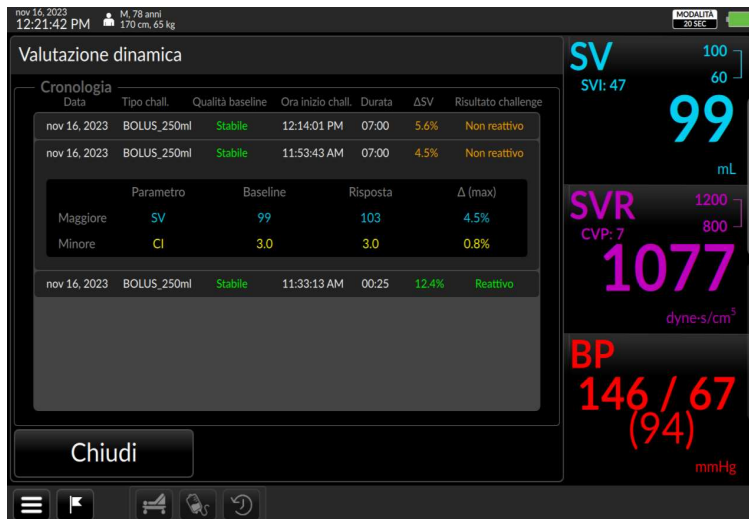 nov 16, 2023
12:21:42 PM
M, 78 anni
170 cm, 65 kg
MODALITÀ
20 SEC
Valutazione dinamica
Cronologia
Data Tipo chall. Qualità baseline Ora inizio chall. Durata ΔSV Risultato challenge
nov 16, 2023 BOLUS_250ml Stabile 12:14:01 PM 07:00 5.6% Non reattivo
nov 16, 2023 BOLUS_250ml Stabile 11:53:43 AM 07:00 4.5% Non reattivo
Parametro Baseline Risposta Δ (max)
Maggiore SV 99 103 4.5%
Minore CI 3.0 3.0 0.8%
nov 16, 2023 BOLUS_250ml Stabile 11:33:13 AM 00:25 12.4% Reattivo
Chiudi
SV 100
SVI: 47 60
99
mL
SVR 1200
CVP: 7 800
1077
dyne-s/cm⁵
BP
146 / 67
(94)
mmHg